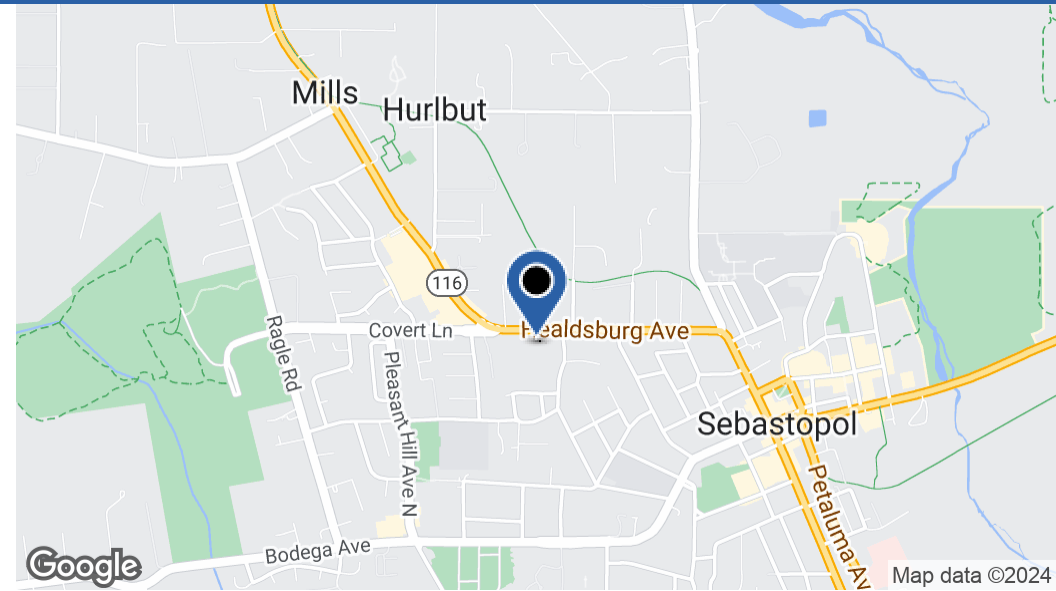 Mills
Hurlbut
116
Covert Ln
Healdsburg Ave
Ragle Rd
Pleasant Hill Ave N
Sebastopol
Petaluma Av
Bodega Ave
Google
Map data ©2024